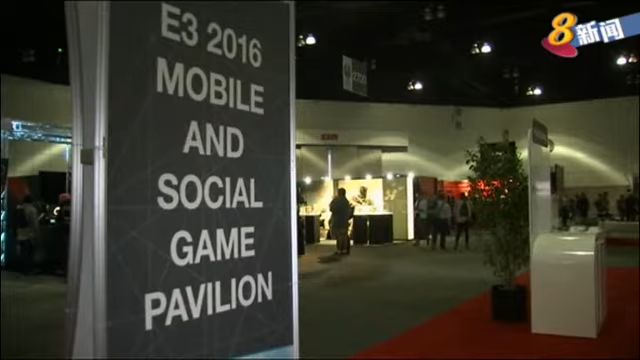 E3 2016
MOBILE
AND
SOCIAL
GAME
PAVILION
8新闻